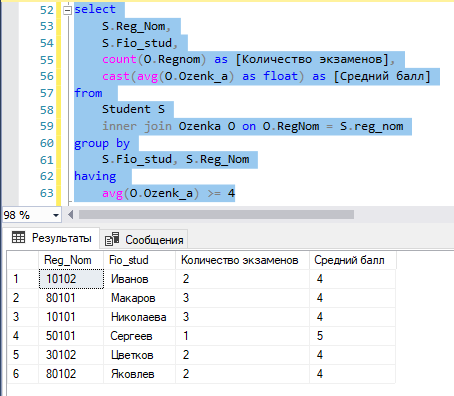 52 select
53 S.Reg_Nom,
54 S.Fio_stud,
55 count(O.Regnom) as [Количество экзаменов],
56 cast(avg(O.Ozenk_a) as float) as [Средний балл]
57 from
58 Student S
59 inner join Ozenka O on O.RegNom = S.reg_nom
60 group by
61 S.Fio_stud, S.Reg_Nom
62 having
63 avg(O.Ozenk_a) >= 4
98 %
Результаты Сообщения
Reg_Nom Fio_stud Количество экзаменов Средний балл
1 10102 Иванов 2 4
2 80101 Макаров 3 4
3 10101 Николаева 3 4
4 50101 Сергеев 1 5
5 30102 Цветков 2 4
6 80102 Яковлев 2 4